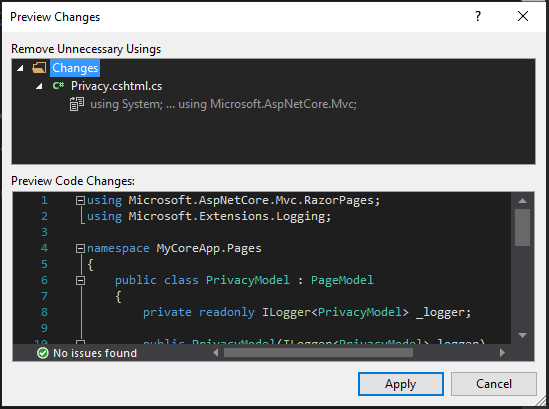 Preview Changes
Remove Unnecessary Usings
Changes
C# Privacy.cshtml.cs
using System; ... using Microsoft.AspNetCore.Mvc;
Preview Code Changes:
1 using Microsoft.AspNetCore.Mvc.RazorPages;
2 using Microsoft.Extensions.Logging;
3
4 namespace MyCoreApp.Pages
5 {
6 public class PrivacyModel : PageModel
7 {
8 private readonly ILogger<PrivacyModel> _logger;
9
10 public PrivacyModel(ILogger<PrivacyModel> logger)
No issues found
Apply Cancel